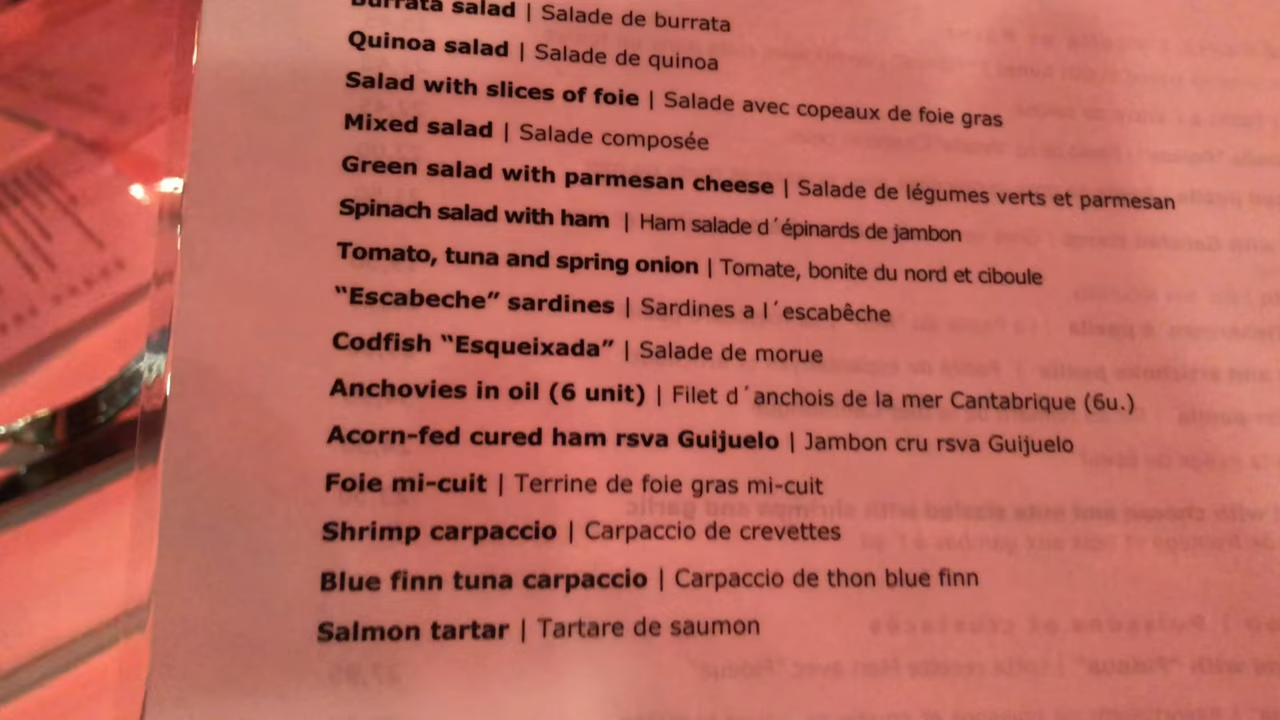 Burrata salad | Salade de burrata
Quinoa salad | Salade de quinoa
Salad with slices of foie | Salade avec copeaux de foie gras
Mixed salad | Salade composée
Green salad with parmesan cheese | Salade de légumes verts et parmesan
Spinach salad with ham | Ham salade d´épinards de jambon
Tomato, tuna and spring onion | Tomate, bonite du nord et ciboule
“Escabeche” sardines | Sardines a l´escabêche
Codfish “Esqueixada” | Salade de morue
Anchovies in oil (6 unit) | Filet d´anchois de la mer Cantabrique (6u.)
Acorn-fed cured ham rsva Guijuelo | Jambon cru rsva Guijuelo
Foie mi-cuit | Terrine de foie gras mi-cuit
Shrimp carpaccio | Carpaccio de crevettes
Blue finn tuna carpaccio | Carpaccio de thon blue finn
Salmon tartar | Tartare de saumon